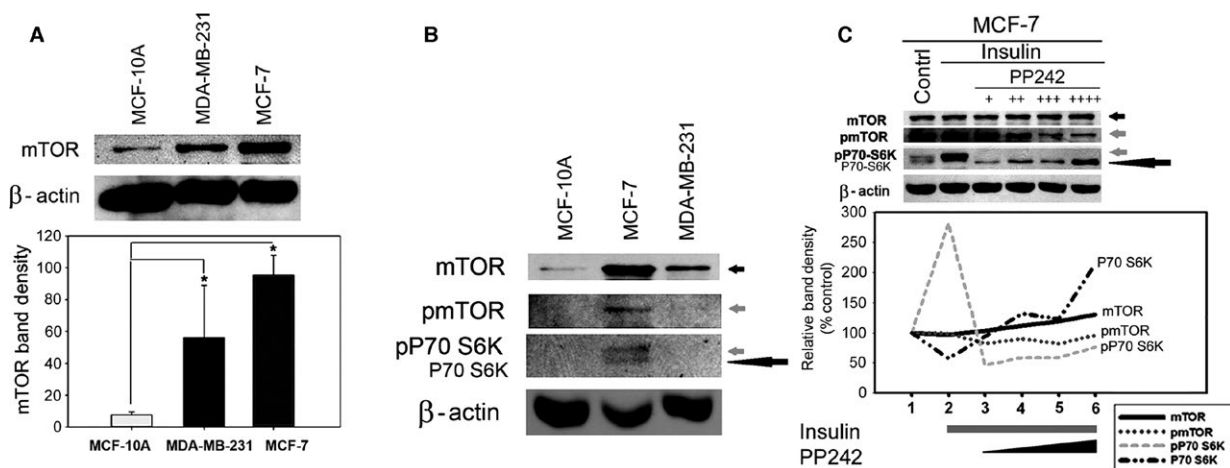 A
MCF-10A
MDA-MB-231
MCF-7
mTOR
β- actin
mTOR band density
120
100
80
60
40
20
0
*
*
MCF-10A MDA-MB-231 MCF-7
B
MCF-10A
MCF-7
MDA-MB-231
mTOR
pmTOR
pP70 S6K
P70 S6K
β-actin
C
MCF-7
Contrl
Insulin
PP242
+ ++ +++ ++++
mTOR
pmTOR
pP70-S6K
P70-S6K
β-actin
Relative band density
(% control)
300
250
200
150
100
50
0
P70 S6K
mTOR
pmTOR
pP70 S6K
1 2 3 4 5 6
Insulin
PP242
mTOR
pmTOR
pP70 S6K
P70 S6K